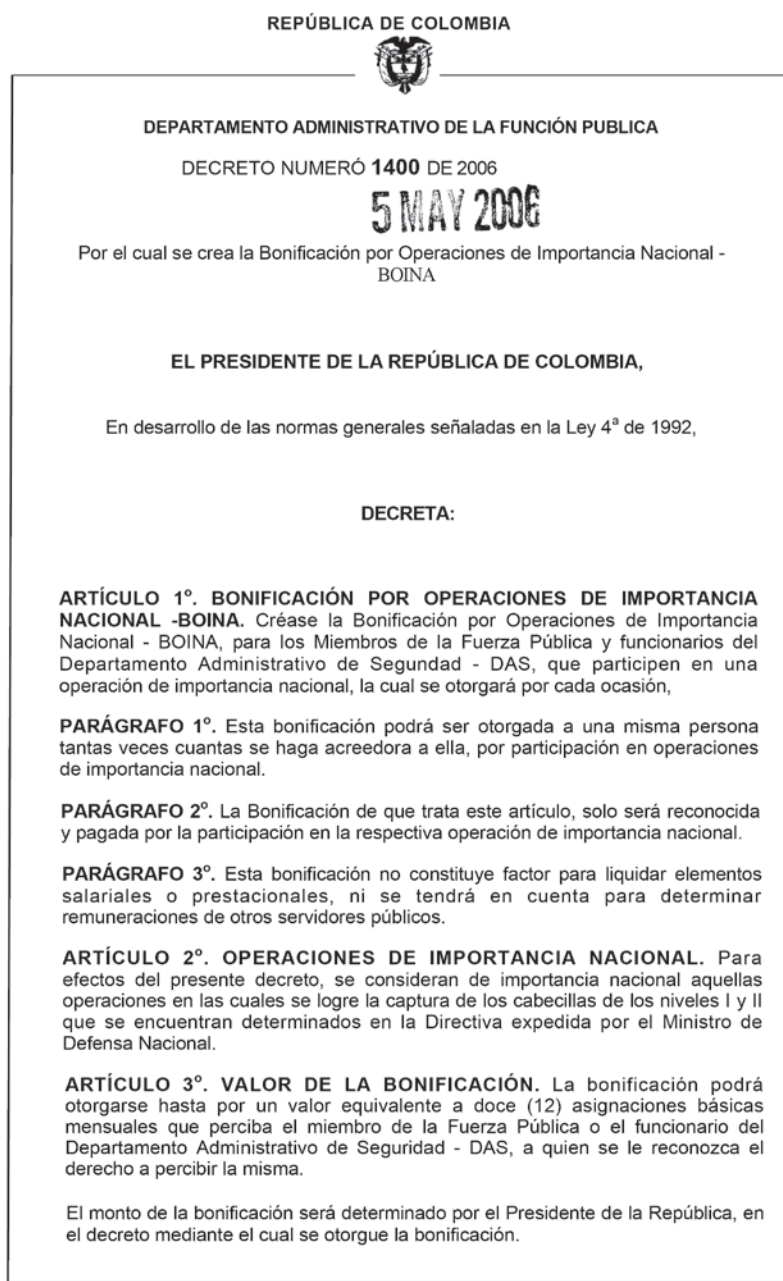 REPÚBLICA DE COLOMBIA
DEPARTAMENTO ADMINISTRATIVO DE LA FUNCIÓN PUBLICA
DECRETO NUMERÓ 1400 DE 2006
5 MAY 2006
Por el cual se crea la Bonificación por Operaciones de Importancia Nacional -
BOINA
EL PRESIDENTE DE LA REPÚBLICA DE COLOMBIA,
En desarrollo de las normas generales señaladas en la Ley 4ª de 1992,
DECRETA:
ARTÍCULO 1º. BONIFICACIÓN POR OPERACIONES DE IMPORTANCIA
NACIONAL -BOINA. Créase la Bonificación por Operaciones de Importancia
Nacional - BOINA, para los Miembros de la Fuerza Pública y funcionarios del
Departamento Administrativo de Segundad - DAS, que participen en una
operación de importancia nacional, la cual se otorgará por cada ocasión,
PARÁGRAFO 1º. Esta bonificación podrá ser otorgada a una misma persona
tantas veces cuantas se haga acreedora a ella, por participación en operaciones
de importancia nacional.
PARÁGRAFO 2º. La Bonificación de que trata este artículo, solo será reconocida
y pagada por la participación en la respectiva operación de importancia nacional.
PARÁGRAFO 3º. Esta bonificación no constituye factor para liquidar elementos
salariales o prestacionales, ni se tendrá en cuenta para determinar
remuneraciones de otros servidores públicos.
ARTÍCULO 2º. OPERACIONES DE IMPORTANCIA NACIONAL. Para
efectos del presente decreto, se consideran de importancia nacional aquellas
operaciones en las cuales se logre la captura de los cabecillas de los niveles I y II
que se encuentran determinados en la Directiva expedida por el Ministro de
Defensa Nacional.
ARTÍCULO 3º. VALOR DE LA BONIFICACIÓN. La bonificación podrá
otorgarse hasta por un valor equivalente a doce (12) asignaciones básicas
mensuales que perciba el miembro de la Fuerza Pública o el funcionario del
Departamento Administrativo de Seguridad - DAS, a quien se le reconozca el
derecho a percibir la misma.
El monto de la bonificación será determinado por el Presidente de la República, en
el decreto mediante el cual se otorgue la bonificación.